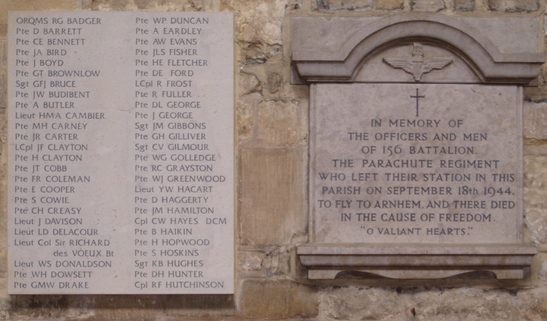 ORQMS RG BADGER
Pte D BARRETT
Pte CE BENNETT
Pte JA BIRD
Pte J BOYD
Pte GT BROWNLOW
Sgt GFJ BRUCE
Pte JW BUDIBENT
Pte A BUTLER
Lieut HMA CAMBIER
Pte MH CARNEY
Pte JR CARTER
LCpl JF CLAYTON
Pte H CLAYTON
Pte JT COBB
Pte FR COLEMAN
Pte E COOPER
Pte S COWIE
Pte CH CREASY
Lieut J DAVISON
Lieut LD DELACOUR
Lieut Col Sir RICHARD
des VOEUX Bt
Lieut WS DONALDSON
Pte WH DOWSETT
Pte GMW DRAKE
Pte WP DUNCAN
Pte A EARDLEY
Pte AW EVANS
Pte JLS FISHER
Pte HE FLETCHER
Pte DE FORD
LCpl R FROST
Pte R FULLER
Pte DL GEORGE
Pte J GEORGE
Sgt JM GIBBONS
Pte GH GILLIVER
Sgt CV GILMOUR
Pte WG GOLLEDGE
Pte RC GRAYSTON
Pte WJ GREENWOOD
Lieut YW HACART
Pte D HAGGERTY
Pte JM HAMILTON
Cpl CW HAYES DCM
Pte B HAIKIN
Pte H HOPWOOD
Pte S HOSKINS
Sgt KB HUGHES
Pte DH HUNTER
Cpl RF HUTCHINSON
IN MEMORY OF
THE OFFICERS AND MEN
OF 156 BATTALION,
THE PARACHUTE REGIMENT
WHO LEFT THEIR STATION IN THIS
PARISH ON SEPTEMBER 18th 1944,
TO FLY TO ARNHEM, AND THERE DIED
IN THE CAUSE OF FREEDOM.
"O VALIANT HEARTS."